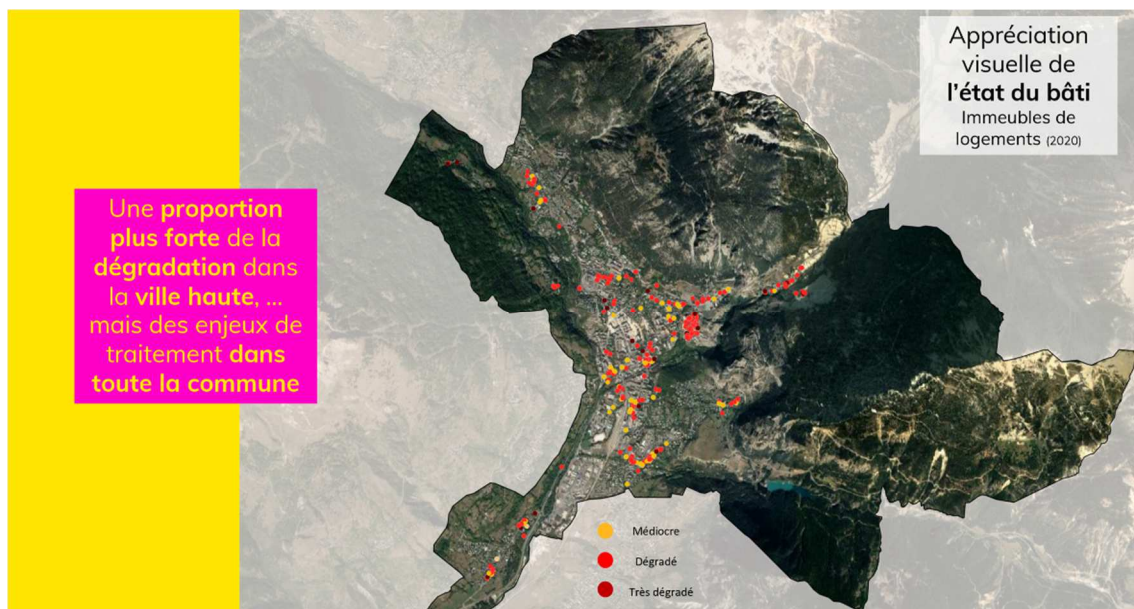 Appréciation
visuelle de
l'état du bâti
Immeubles de
logements (2020)
Une proportion
plus forte de la
dégradation dans
la ville haute, ...
mais des enjeux de
traitement dans
toute la commune
Médiocre
Dégradé
Très dégradé